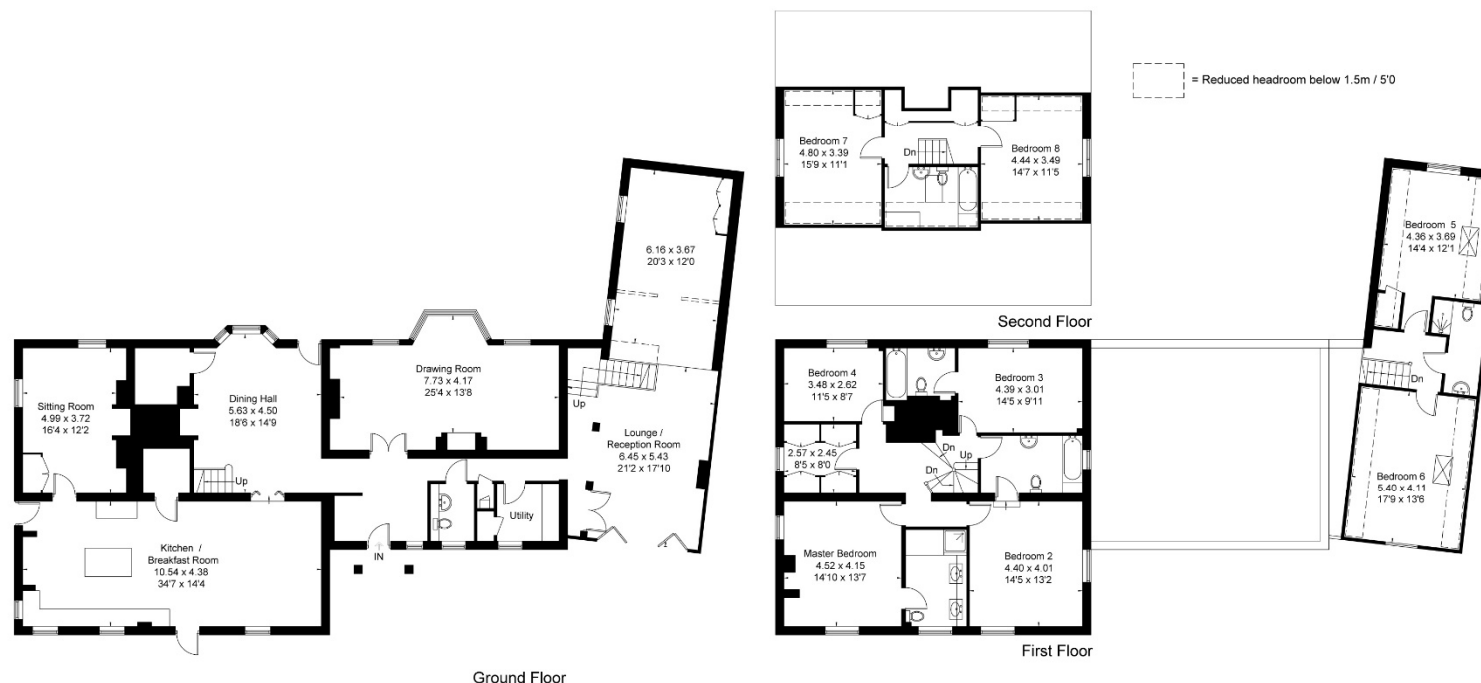 = Reduced headroom below 1.5m / 5'0
Bedroom 7
4.80 x 3.39
15'9 x 11'1
Dn
Bedroom 8
4.44 x 3.49
14'7 x 11'5
Second Floor
6.16 x 3.67
20'3 x 12'0
Sitting Room
4.99 x 3.72
16'4 x 12'2
Dining Hall
5.63 x 4.50
18'6 x 14'9
Up
Drawing Room
7.73 x 4.17
25'4 x 13'8
Up
Lounge /
Reception Room
6.45 x 5.43
21'2 x 17'10
Utility
IN
Kitchen /
Breakfast Room
10.54 x 4.38
34'7 x 14'4
Ground Floor
Bedroom 4
3.48 x 2.62
11'5 x 8'7
Bedroom 3
4.39 x 3.01
14'5 x 9'11
2.57 x 2.45
8'5 x 8'0
Dn
Up
Dn
Master Bedroom
4.52 x 4.15
14'10 x 13'7
Bedroom 2
4.40 x 4.01
14'5 x 13'2
Bedroom 5
4.36 x 3.69
14'4 x 12'1
Dn
Bedroom 6
5.40 x 4.11
17'9 x 13'6
First Floor